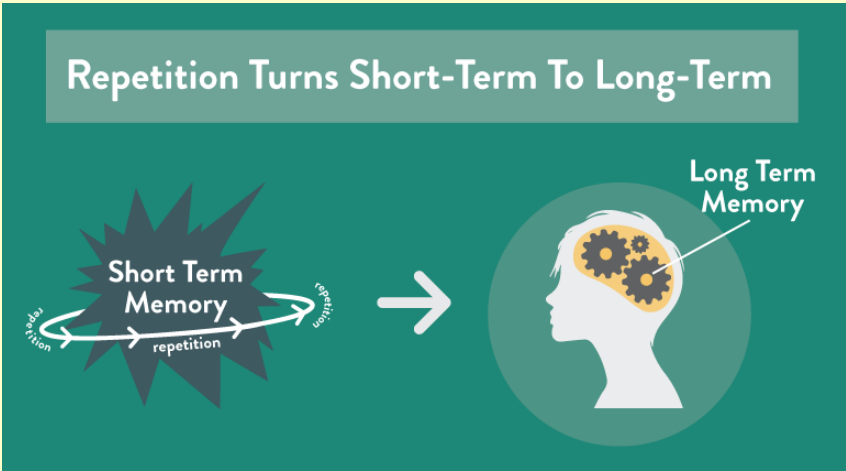 Repetition Turns Short-Term To Long-Term
Short Term
Memory
repetition
repetition
repetition
Long Term
Memory